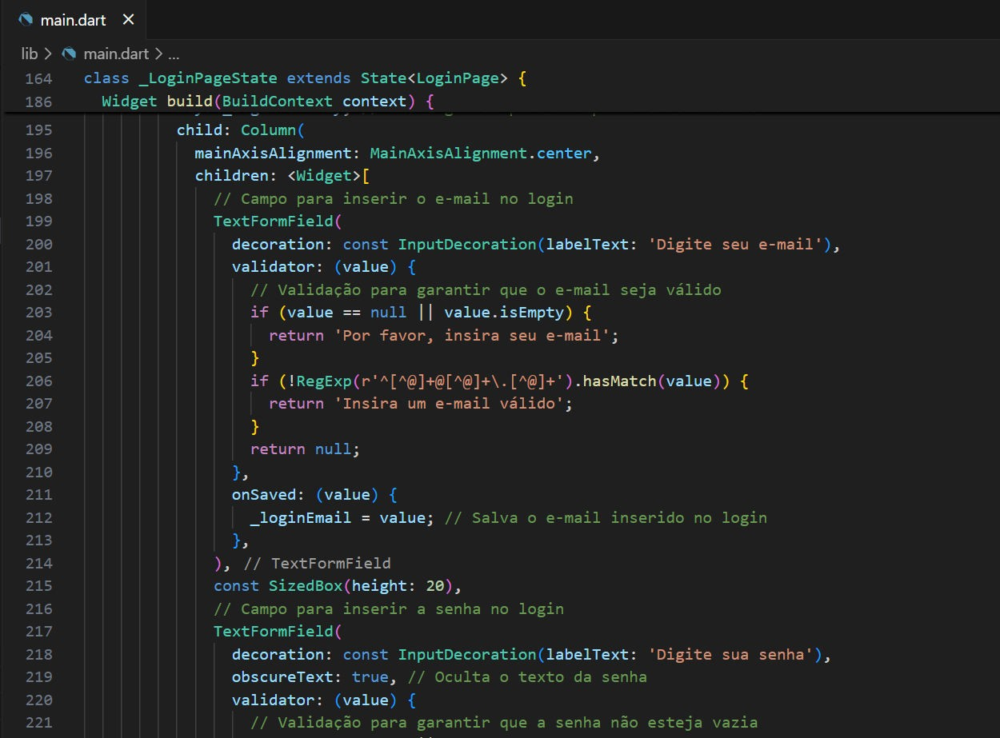 main.dart
lib > main.dart > ...
164 class _LoginPageState extends State<LoginPage> {
186 Widget build(BuildContext context) {
195 child: Column(
196 mainAxisAlignment: MainAxisAlignment.center,
197 children: <Widget>[
198 // Campo para inserir o e-mail no login
199 TextFormField(
200 decoration: const InputDecoration(labelText: 'Digite seu e-mail'),
201 validator: (value) {
202 // Validação para garantir que o e-mail seja válido
203 if (value == null || value.isEmpty) {
204 return 'Por favor, insira seu e-mail';
205 }
206 if (!RegExp(r'^[^@]+@[^@]+\.[^@]+').hasMatch(value)) {
207 return 'Insira um e-mail válido';
208 }
209 return null;
210 },
211 onSaved: (value) {
212 _loginEmail = value; // Salva o e-mail inserido no login
213 },
214 ), // TextFormField
215 const SizedBox(height: 20),
216 // Campo para inserir a senha no login
217 TextFormField(
218 decoration: const InputDecoration(labelText: 'Digite sua senha'),
219 obscureText: true, // Oculta o texto da senha
220 validator: (value) {
221 // Validação para garantir que a senha não esteja vazia